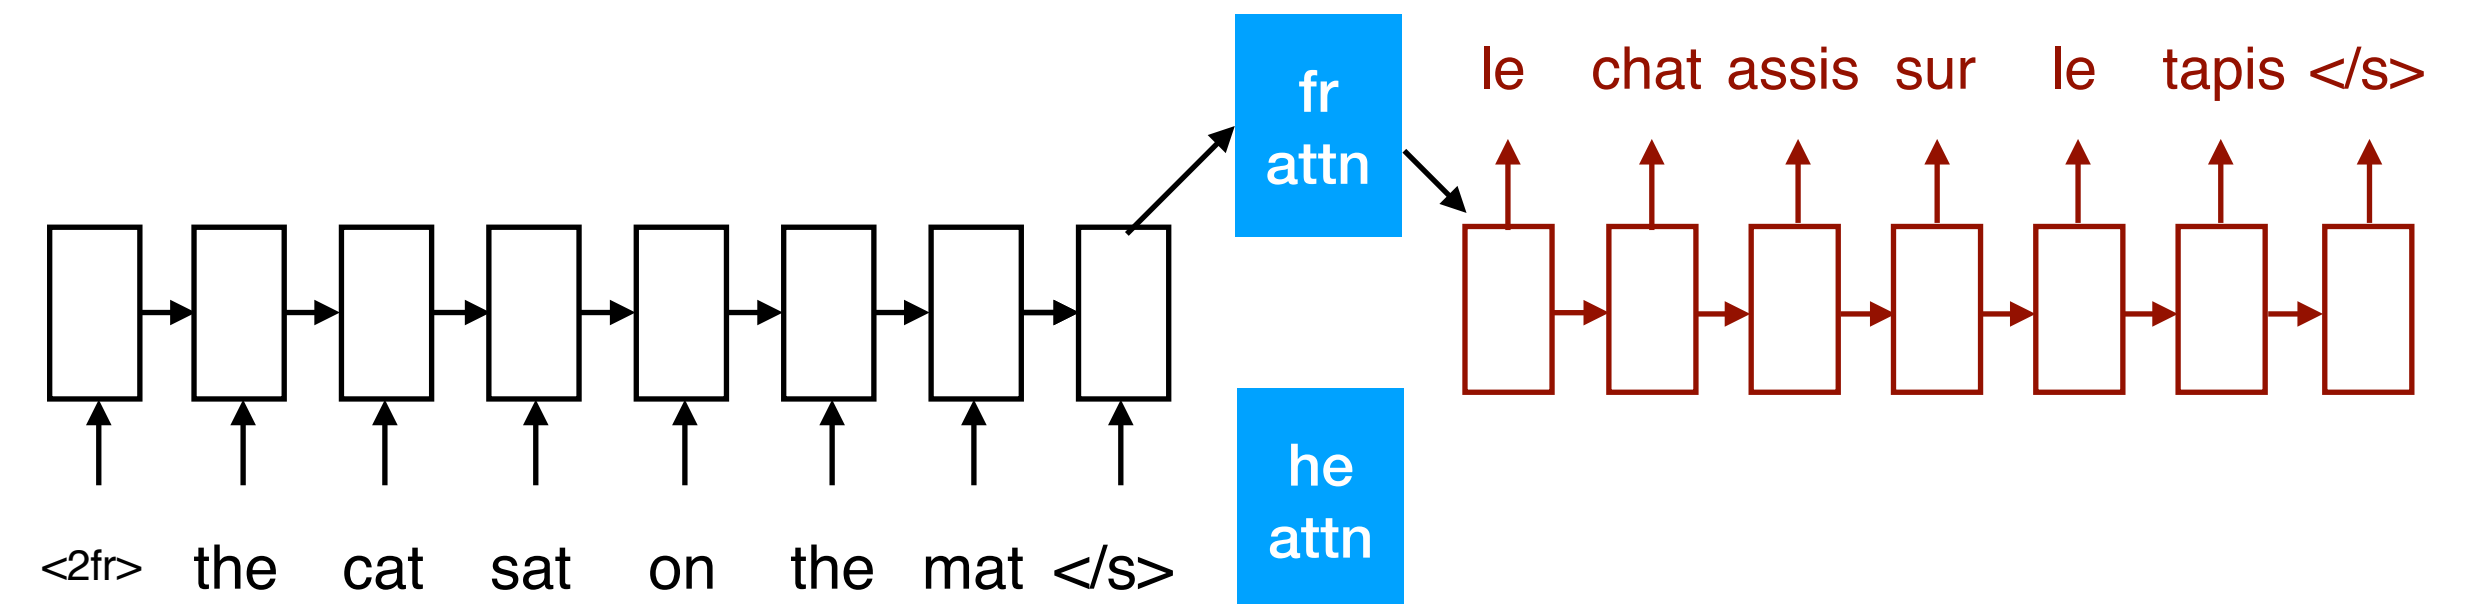 fr
attn
le chat assis sur le tapis </s>
he
attn
<2fr> the cat sat on the mat </s>